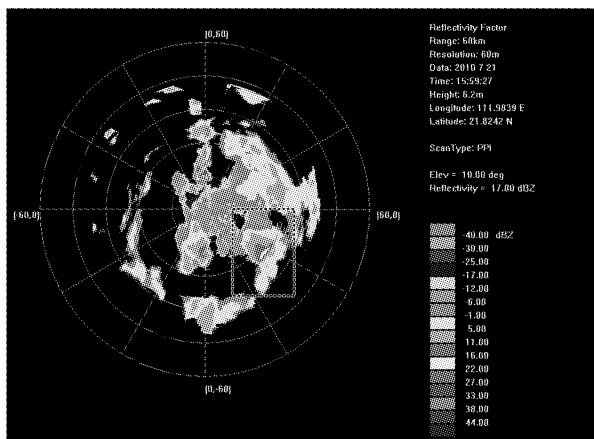 (0,60)
(-60,0)
(60,0)
(0,-60)
Reflectivity Factor
Range: 60km
Resolution: 60m
Data: 2010 7 21
Time: 15:59:27
Height: 6.2m
Longitude: 111.9839 E
Latitude: 21.8242 N
ScanType: PPI
Elev = 10.00 deg
Reflectivity = 17.00 dBZ
-40.00 dBZ
-30.00
-25.00
-17.00
-12.00
-6.00
-1.00
5.00
11.00
16.00
22.00
27.00
33.00
38.00
44.00